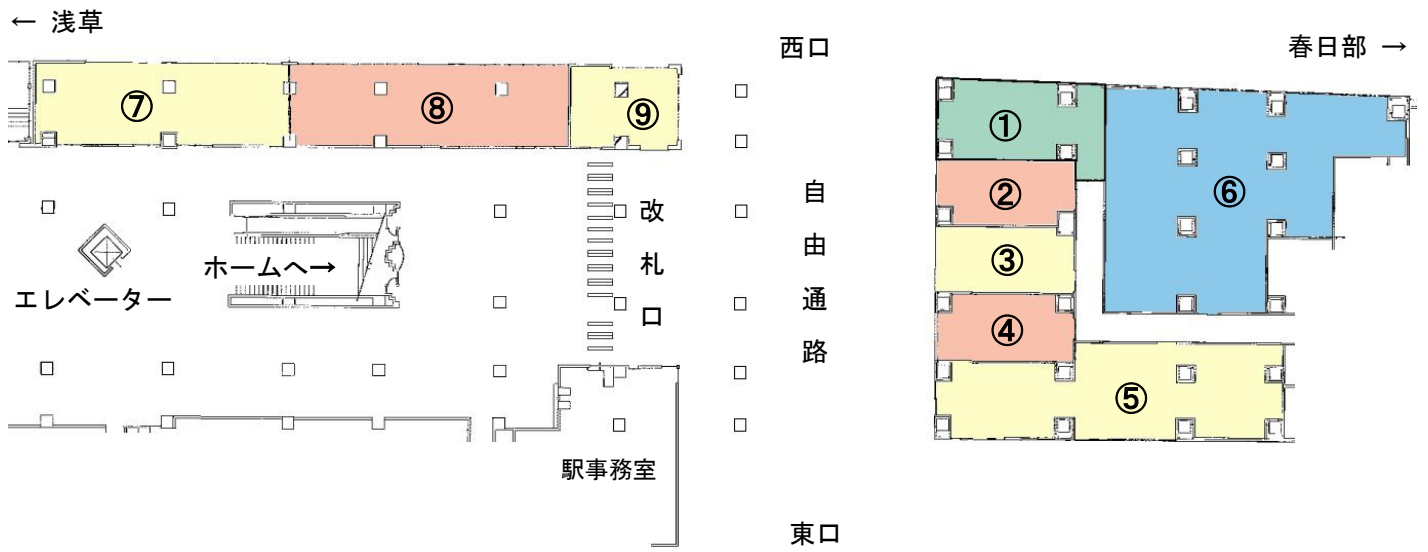 ← 浅草
西口
春日部 →
⑦
⑧
⑨
①
②
③
④
⑤
⑥
自由通路
改札口
ホームへ→
エレベーター
駅事務室
東口